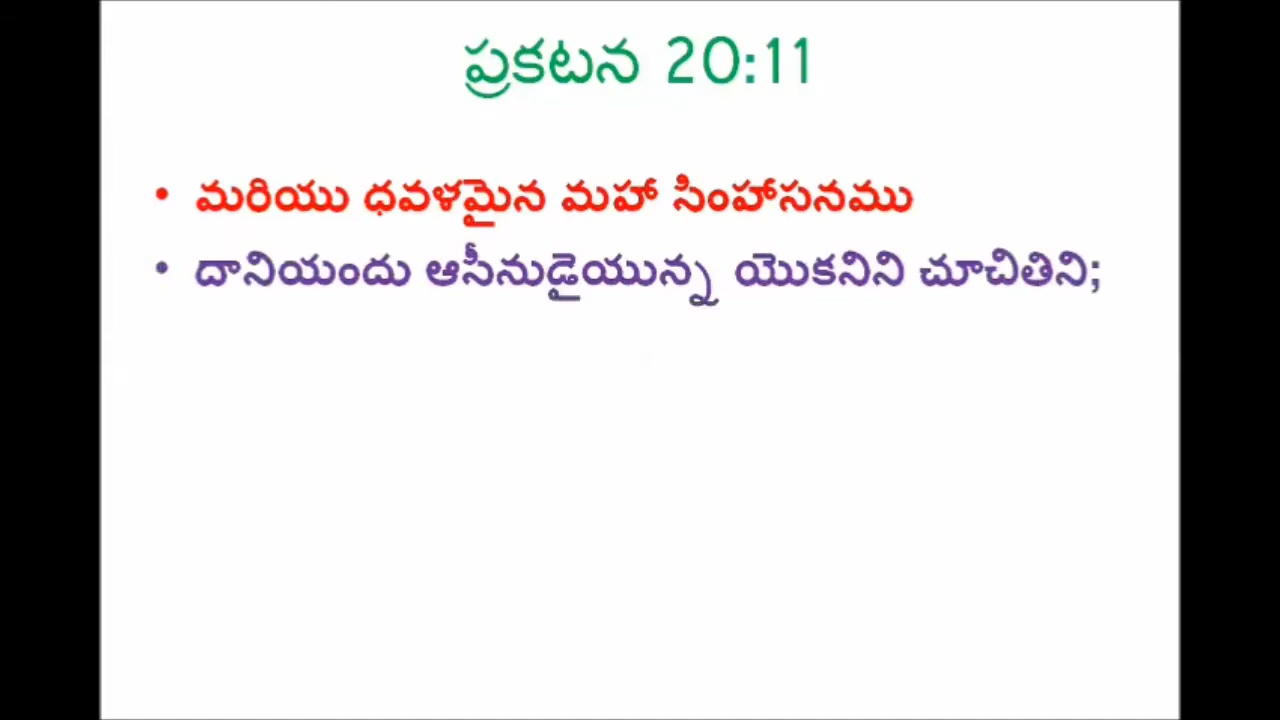 ప్రకటన 20:11
• మరియు ధవళమైన మహా సింహాసనము
• దానియందు ఆసీనుడైయున్న యొకనిని చూచితిని;